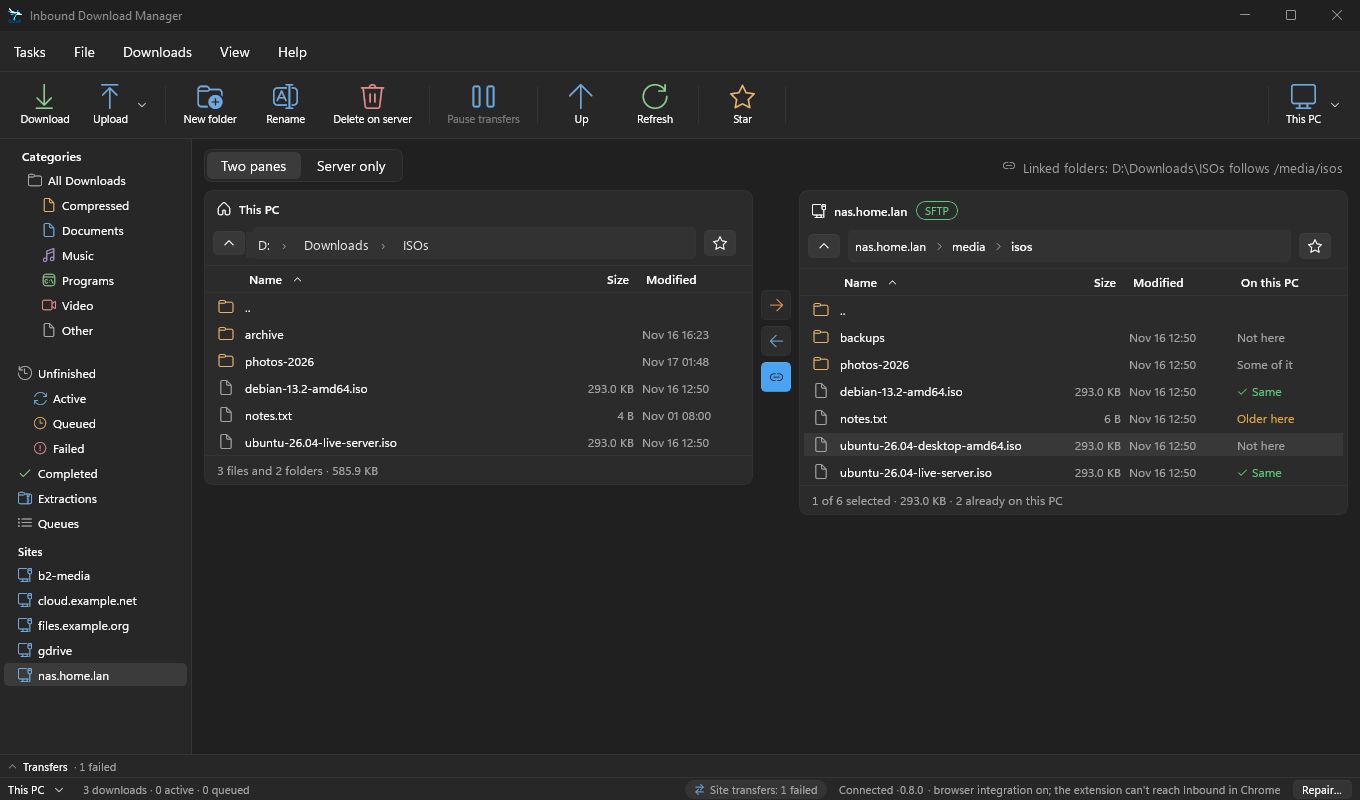 Inbound Download Manager
Tasks File Downloads View Help
Download Upload New folder Rename Delete on server Pause transfers Up Refresh Star This PC
Categories
All Downloads
Compressed
Documents
Music
Programs
Video
Other
Unfinished
Active
Queued
Failed
Completed
Extractions
Queues
Sites
b2-media
cloud.example.net
files.example.org
gdrive
nas.home.lan
Two panes Server only
Linked folders: D:\Downloads\ISOs follows /media/isos
This PC
D: › Downloads › ISOs
Name Size Modified
..
archive Nov 16 16:23
photos-2026 Nov 17 01:48
debian-13.2-amd64.iso 293.0 KB Nov 16 12:50
notes.txt 4 B Nov 01 08:00
ubuntu-26.04-live-server.iso 293.0 KB Nov 16 12:50
3 files and 2 folders · 585.9 KB
nas.home.lan SFTP
nas.home.lan › media › isos
Name Size Modified On this PC
..
backups Nov 16 12:50 Not here
photos-2026 Nov 16 12:50 Some of it
debian-13.2-amd64.iso 293.0 KB Nov 16 12:50 ✓ Same
notes.txt 6 B Nov 16 12:50 Older here
ubuntu-26.04-desktop-amd64.iso 293.0 KB Nov 16 12:50 Not here
ubuntu-26.04-live-server.iso 293.0 KB Nov 16 12:50 ✓ Same
1 of 6 selected · 293.0 KB · 2 already on this PC
Transfers · 1 failed
This PC 3 downloads · 0 active · 0 queued
Site transfers: 1 failed
Connected ·0.8.0 · browser integration on; the extension can't reach Inbound in Chrome
Repair...